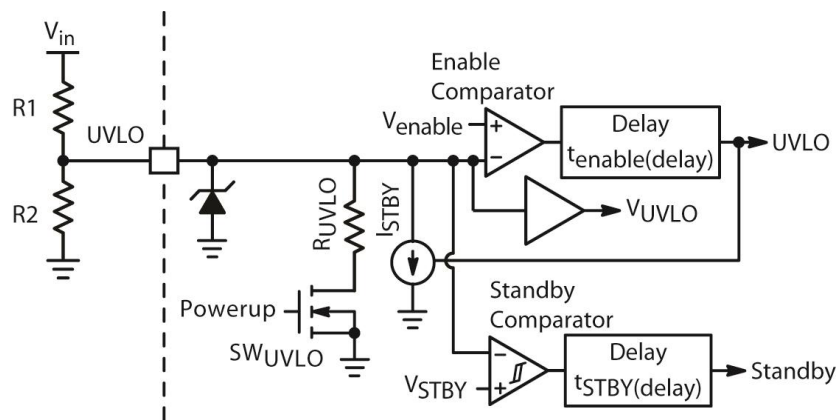 Vin
R1
UVLO
R2
Enable
Comparator
Venable
+
−
Delay
tenable(delay)
UVLO
VUVLO
RUVLO
ISTBY
Powerup
SWUVLO
Standby
Comparator
−
VSTBY
+
Delay
tSTBY(delay)
Standby